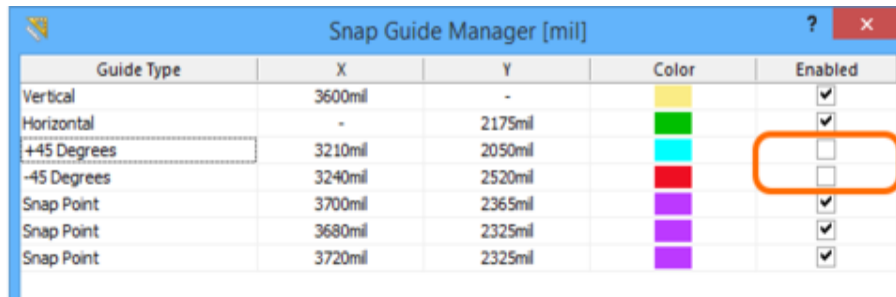 Snap Guide Manager [mil] ? ×
Guide Type X Y Color Enabled
Vertical 3600mil -
Horizontal - 2175mil
+45 Degrees 3210mil 2050mil
-45 Degrees 3240mil 2520mil
Snap Point 3700mil 2365mil
Snap Point 3680mil 2325mil
Snap Point 3720mil 2325mil